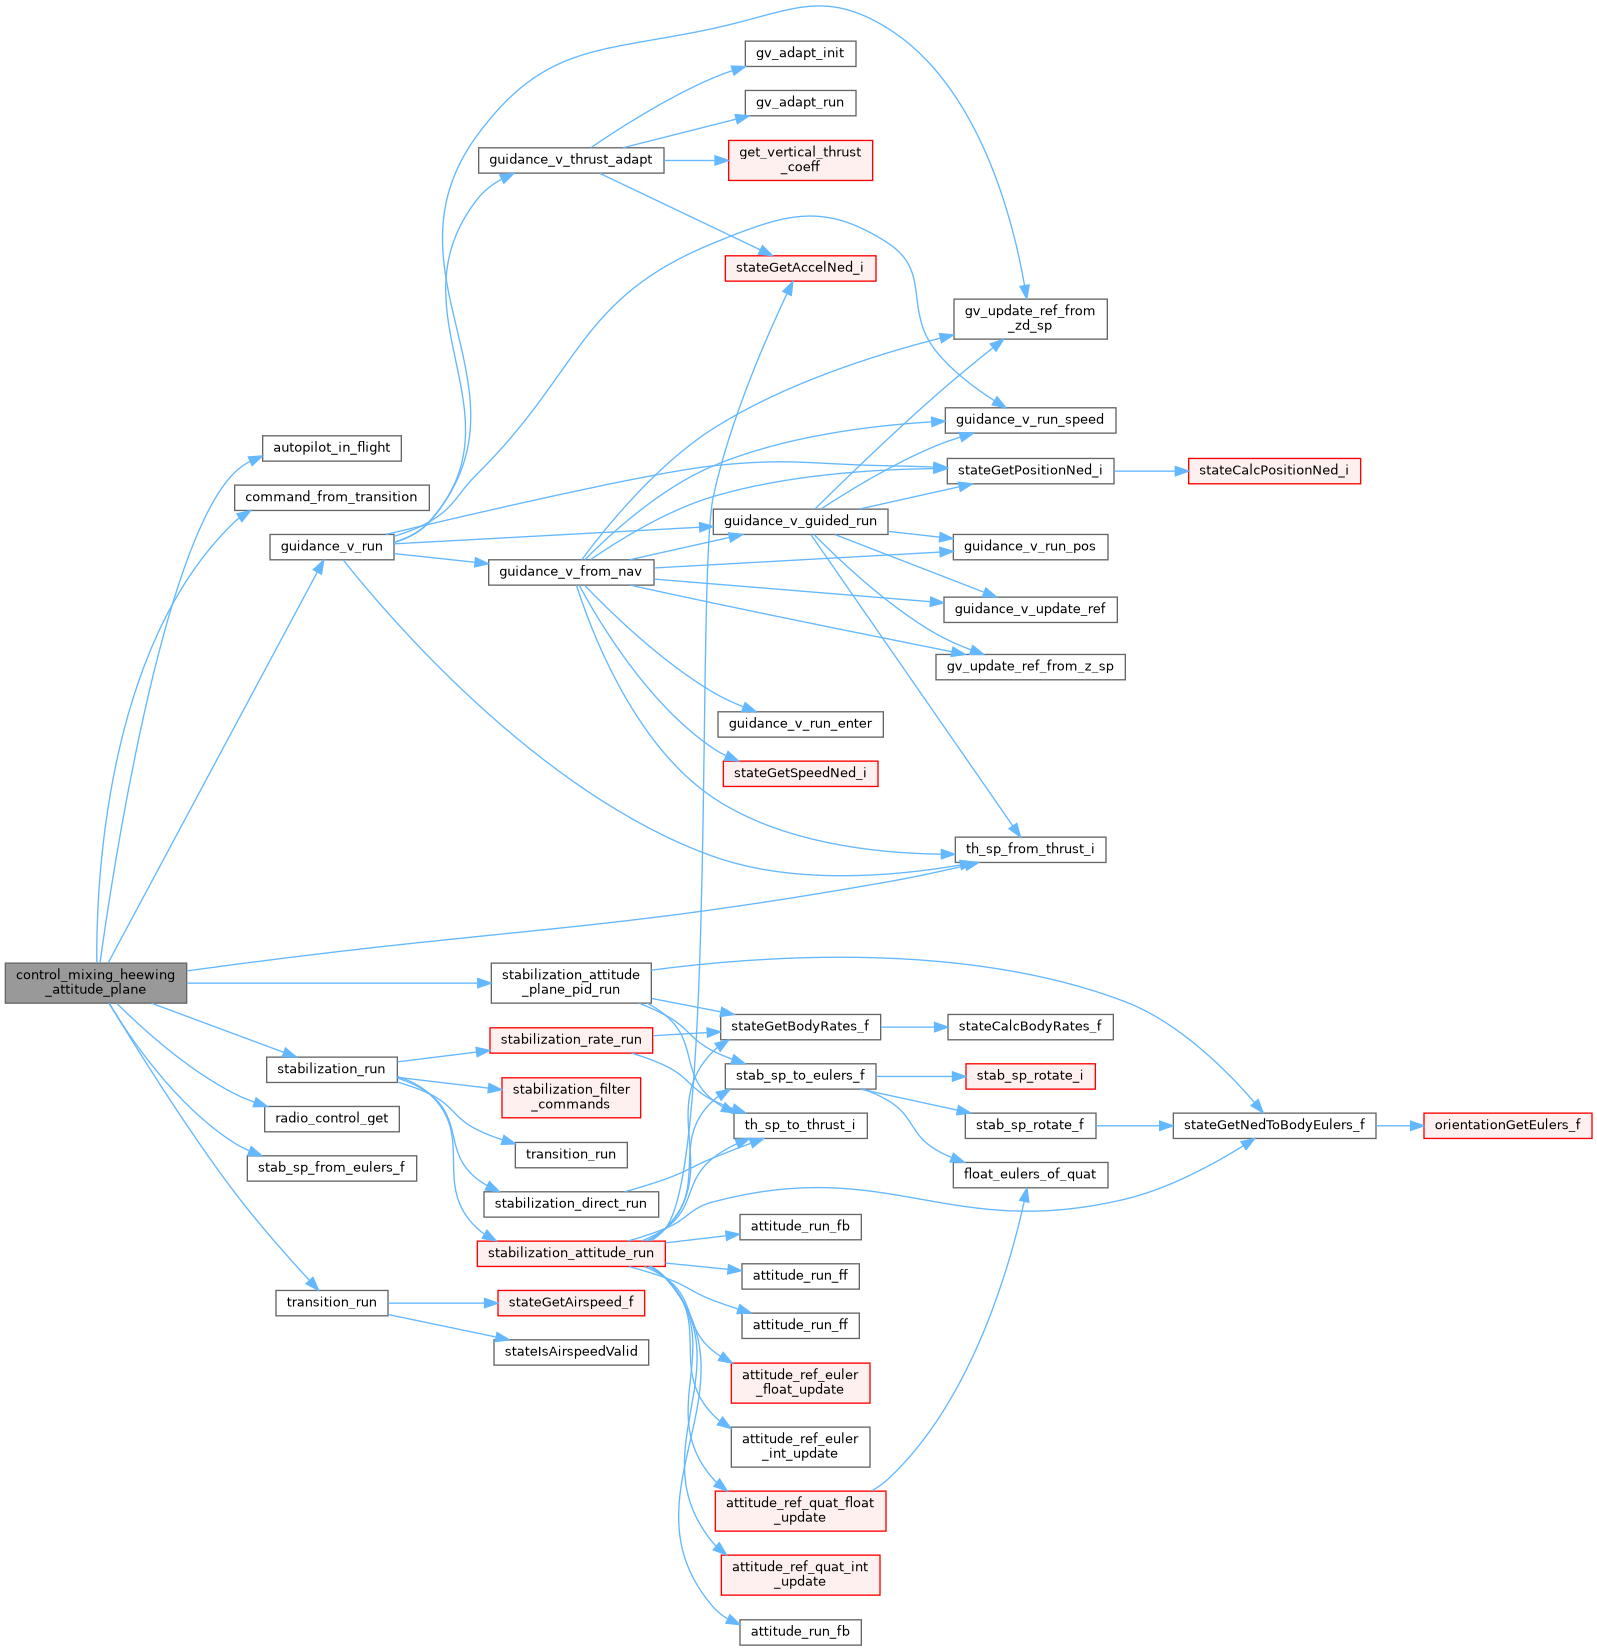 gv_adapt_init
gv_adapt_run
get_vertical_thrust
_coeff
guidance_v_thrust_adapt
stateGetAccelNed_i
gv_update_ref_from
_zd_sp
guidance_v_run_speed
autopilot_in_flight
stateGetPositionNed_i
stateCalcPositionNed_i
command_from_transition
guidance_v_guided_run
guidance_v_run
guidance_v_run_pos
guidance_v_from_nav
guidance_v_update_ref
gv_update_ref_from_z_sp
guidance_v_run_enter
stateGetSpeedNed_i
th_sp_from_thrust_i
control_mixing_heewing
_attitude_plane
stabilization_attitude
_plane_pid_run
stateGetBodyRates_f
stateCalcBodyRates_f
stabilization_rate_run
stabilization_run
stab_sp_to_eulers_f
stab_sp_rotate_i
stabilization_filter
_commands
radio_control_get
th_sp_to_thrust_i
stab_sp_rotate_f
stateGetNedToBodyEulers_f
orientationGetEulers_f
transition_run
stab_sp_from_eulers_f
float_eulers_of_quat
stabilization_direct_run
attitude_run_fb
stabilization_attitude_run
attitude_run_ff
transition_run
stateGetAirspeed_f
attitude_run_ff
stateIsAirspeedValid
attitude_ref_euler
_float_update
attitude_ref_euler
_int_update
attitude_ref_quat_float
_update
attitude_ref_quat_int
_update
attitude_run_fb